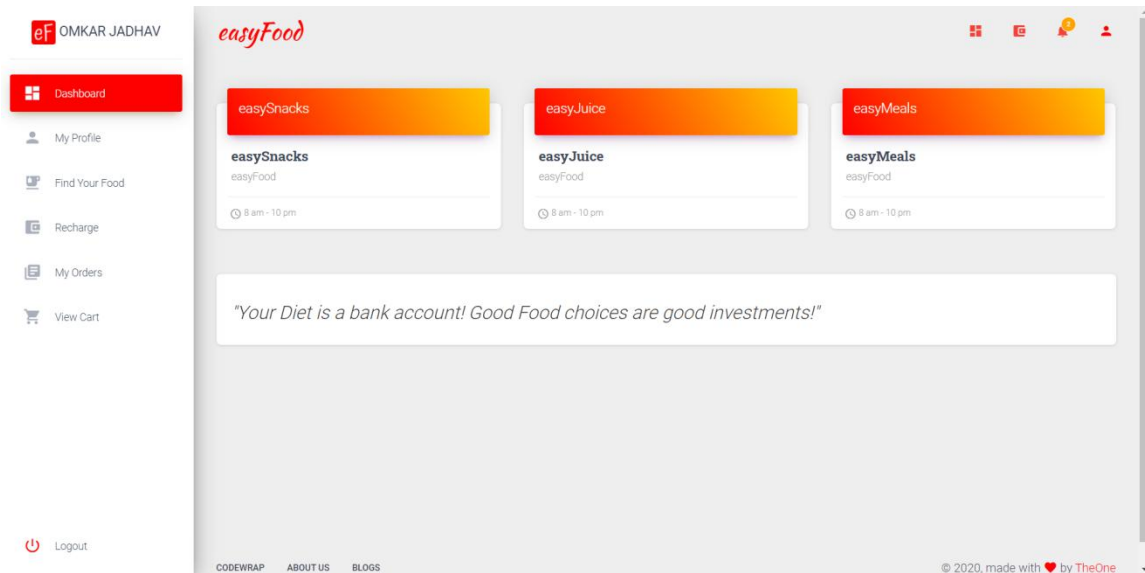 eF OMKAR JADHAV
Dashboard
My Profile
Find Your Food
Recharge
My Orders
View Cart
Logout
easyFood
easySnacks
easySnacks
easyFood
8 am - 10 pm
easyJuice
easyJuice
easyFood
8 am - 10 pm
easyMeals
easyMeals
easyFood
8 am - 10 pm
"Your Diet is a bank account! Good Food choices are good investments!"
CODEWRAP ABOUT US BLOGS
© 2020, made with ♥ by TheOne